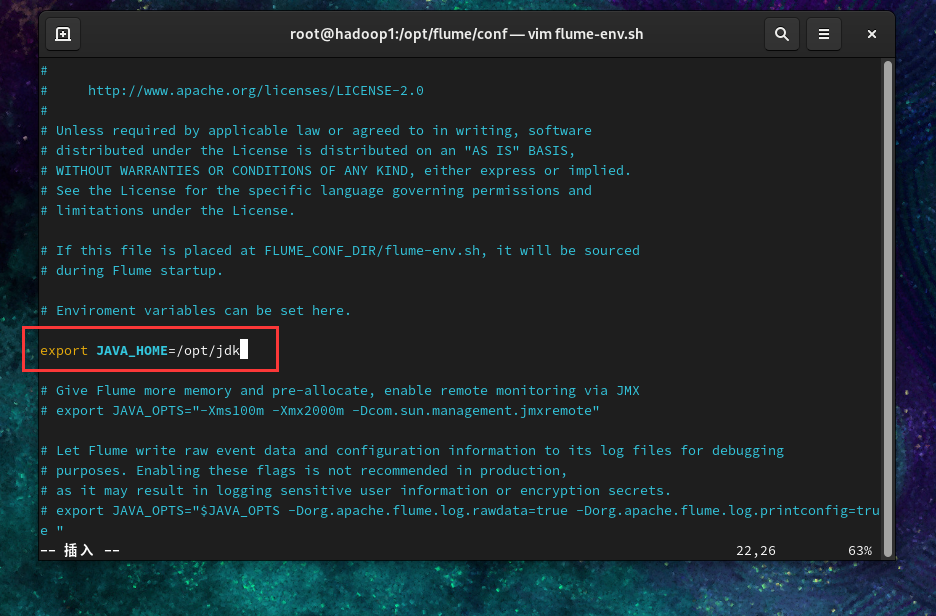 root@hadoop1:/opt/flume/conf — vim flume-env.sh
#
#     http://www.apache.org/licenses/LICENSE-2.0
#
# Unless required by applicable law or agreed to in writing, software
# distributed under the License is distributed on an "AS IS" BASIS,
# WITHOUT WARRANTIES OR CONDITIONS OF ANY KIND, either express or implied.
# See the License for the specific language governing permissions and
# limitations under the License.
# If this file is placed at FLUME_CONF_DIR/flume-env.sh, it will be sourced
# during Flume startup.
# Enviroment variables can be set here.
export JAVA_HOME=/opt/jdk
# Give Flume more memory and pre-allocate, enable remote monitoring via JMX
# export JAVA_OPTS="-Xms100m -Xmx2000m -Dcom.sun.management.jmxremote"
# Let Flume write raw event data and configuration information to its log files for debugging
# purposes. Enabling these flags is not recommended in production,
# as it may result in logging sensitive user information or encryption secrets.
# export JAVA_OPTS="$JAVA_OPTS -Dorg.apache.flume.log.rawdata=true -Dorg.apache.flume.log.printconfig=tru
e "
-- 插入 -- 22,26 63%